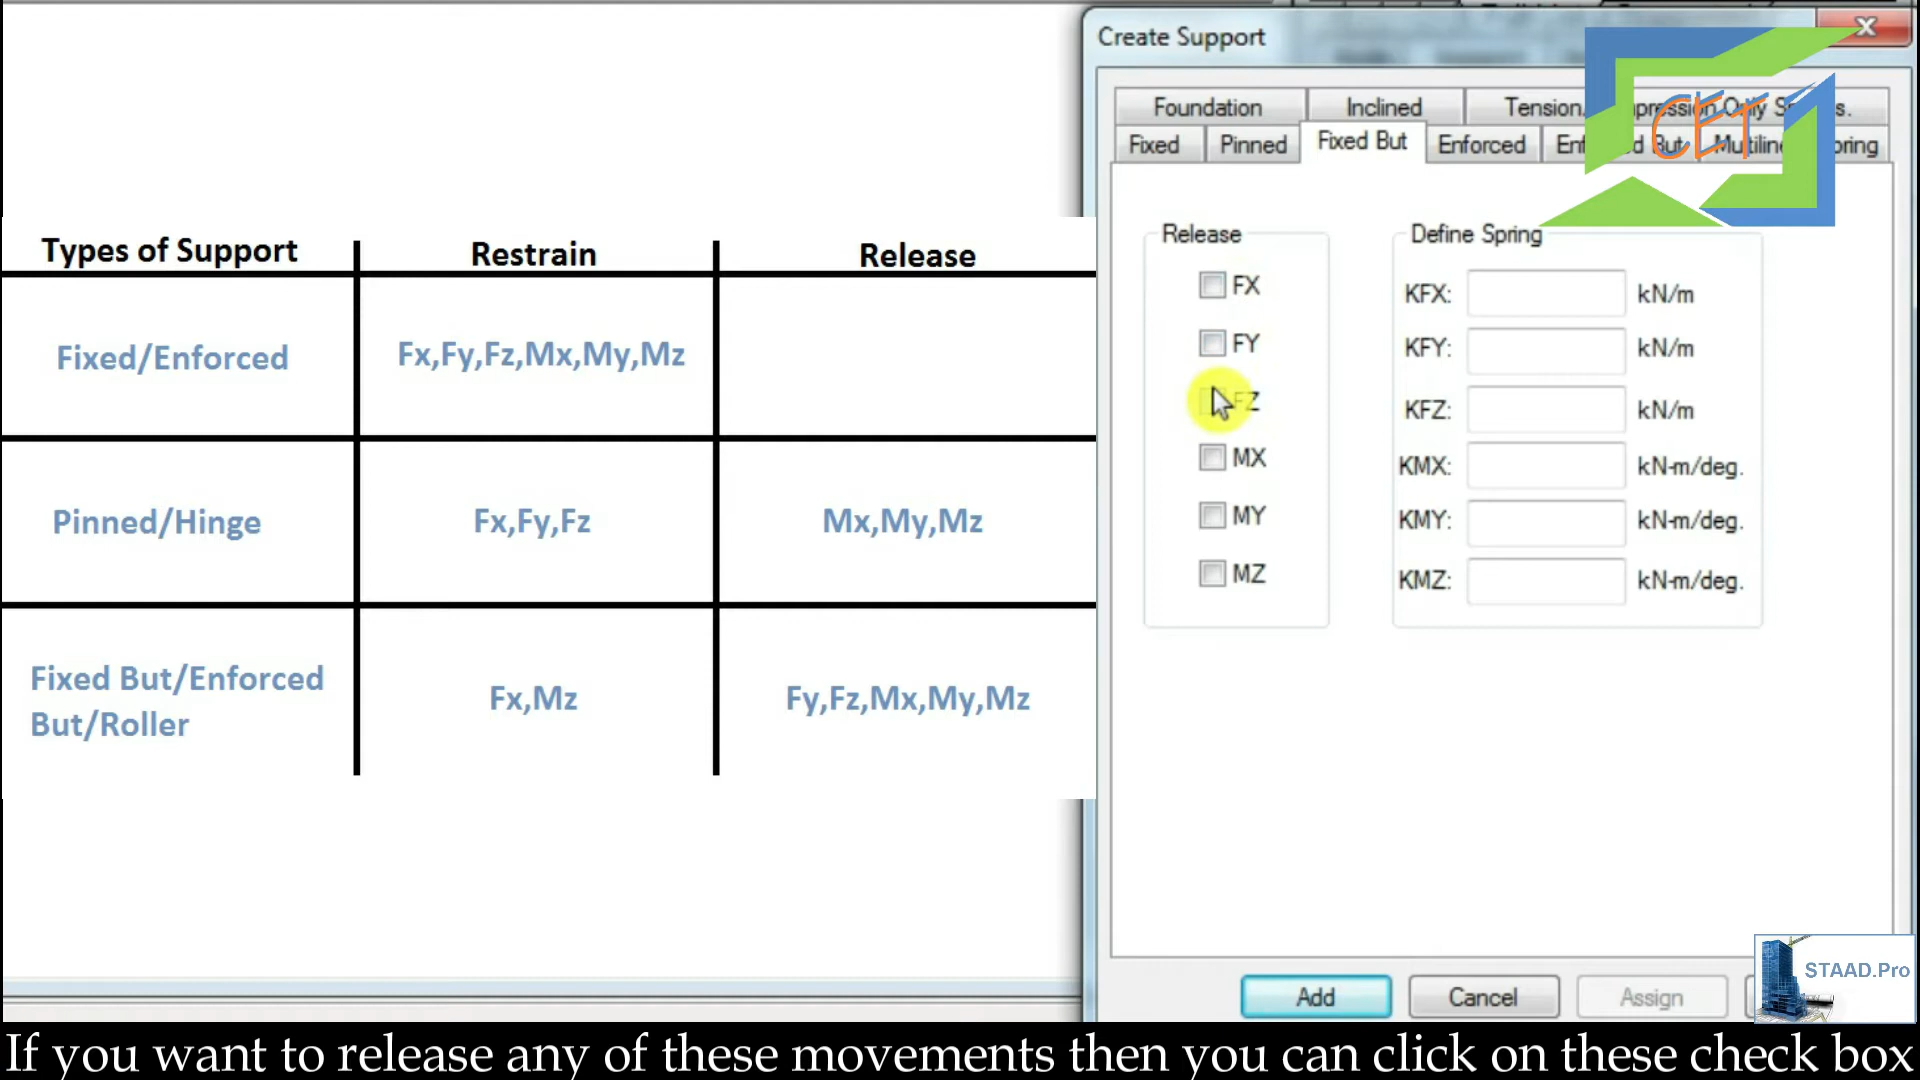 Create Support
Foundation Inclined Tension
Fixed Pinned Fixed But Enforced But
CET
Types of Support Restrain Release
Fixed/Enforced Fx,Fy,Fz,Mx,My,Mz
Pinned/Hinge Fx,Fy,Fz Mx,My,Mz
Fixed But/Enforced
But/Roller Fx,Mz Fy,Fz,Mx,My,Mz
Release
FX
FY
FZ
MX
MY
MZ
Define Spring
KFX: kN/m
KFY: kN/m
KFZ: kN/m
KMX: kN-m/deg.
KMY: kN-m/deg.
KMZ: kN-m/deg.
Add Cancel Assign
STAAD.Pro
If you want to release any of these movements then you can click on these check box